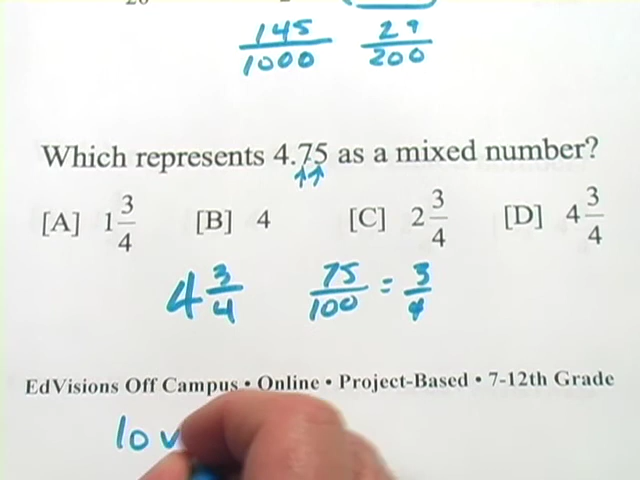 145/1000 29/200
Which represents 4.75 as a mixed number?
[A] 1 3/4 [B] 4 [C] 2 3/4 [D] 4 3/4
4 3/4 75/100 = 3/4
EdVisions Off Campus • Online • Project-Based • 7-12th Grade